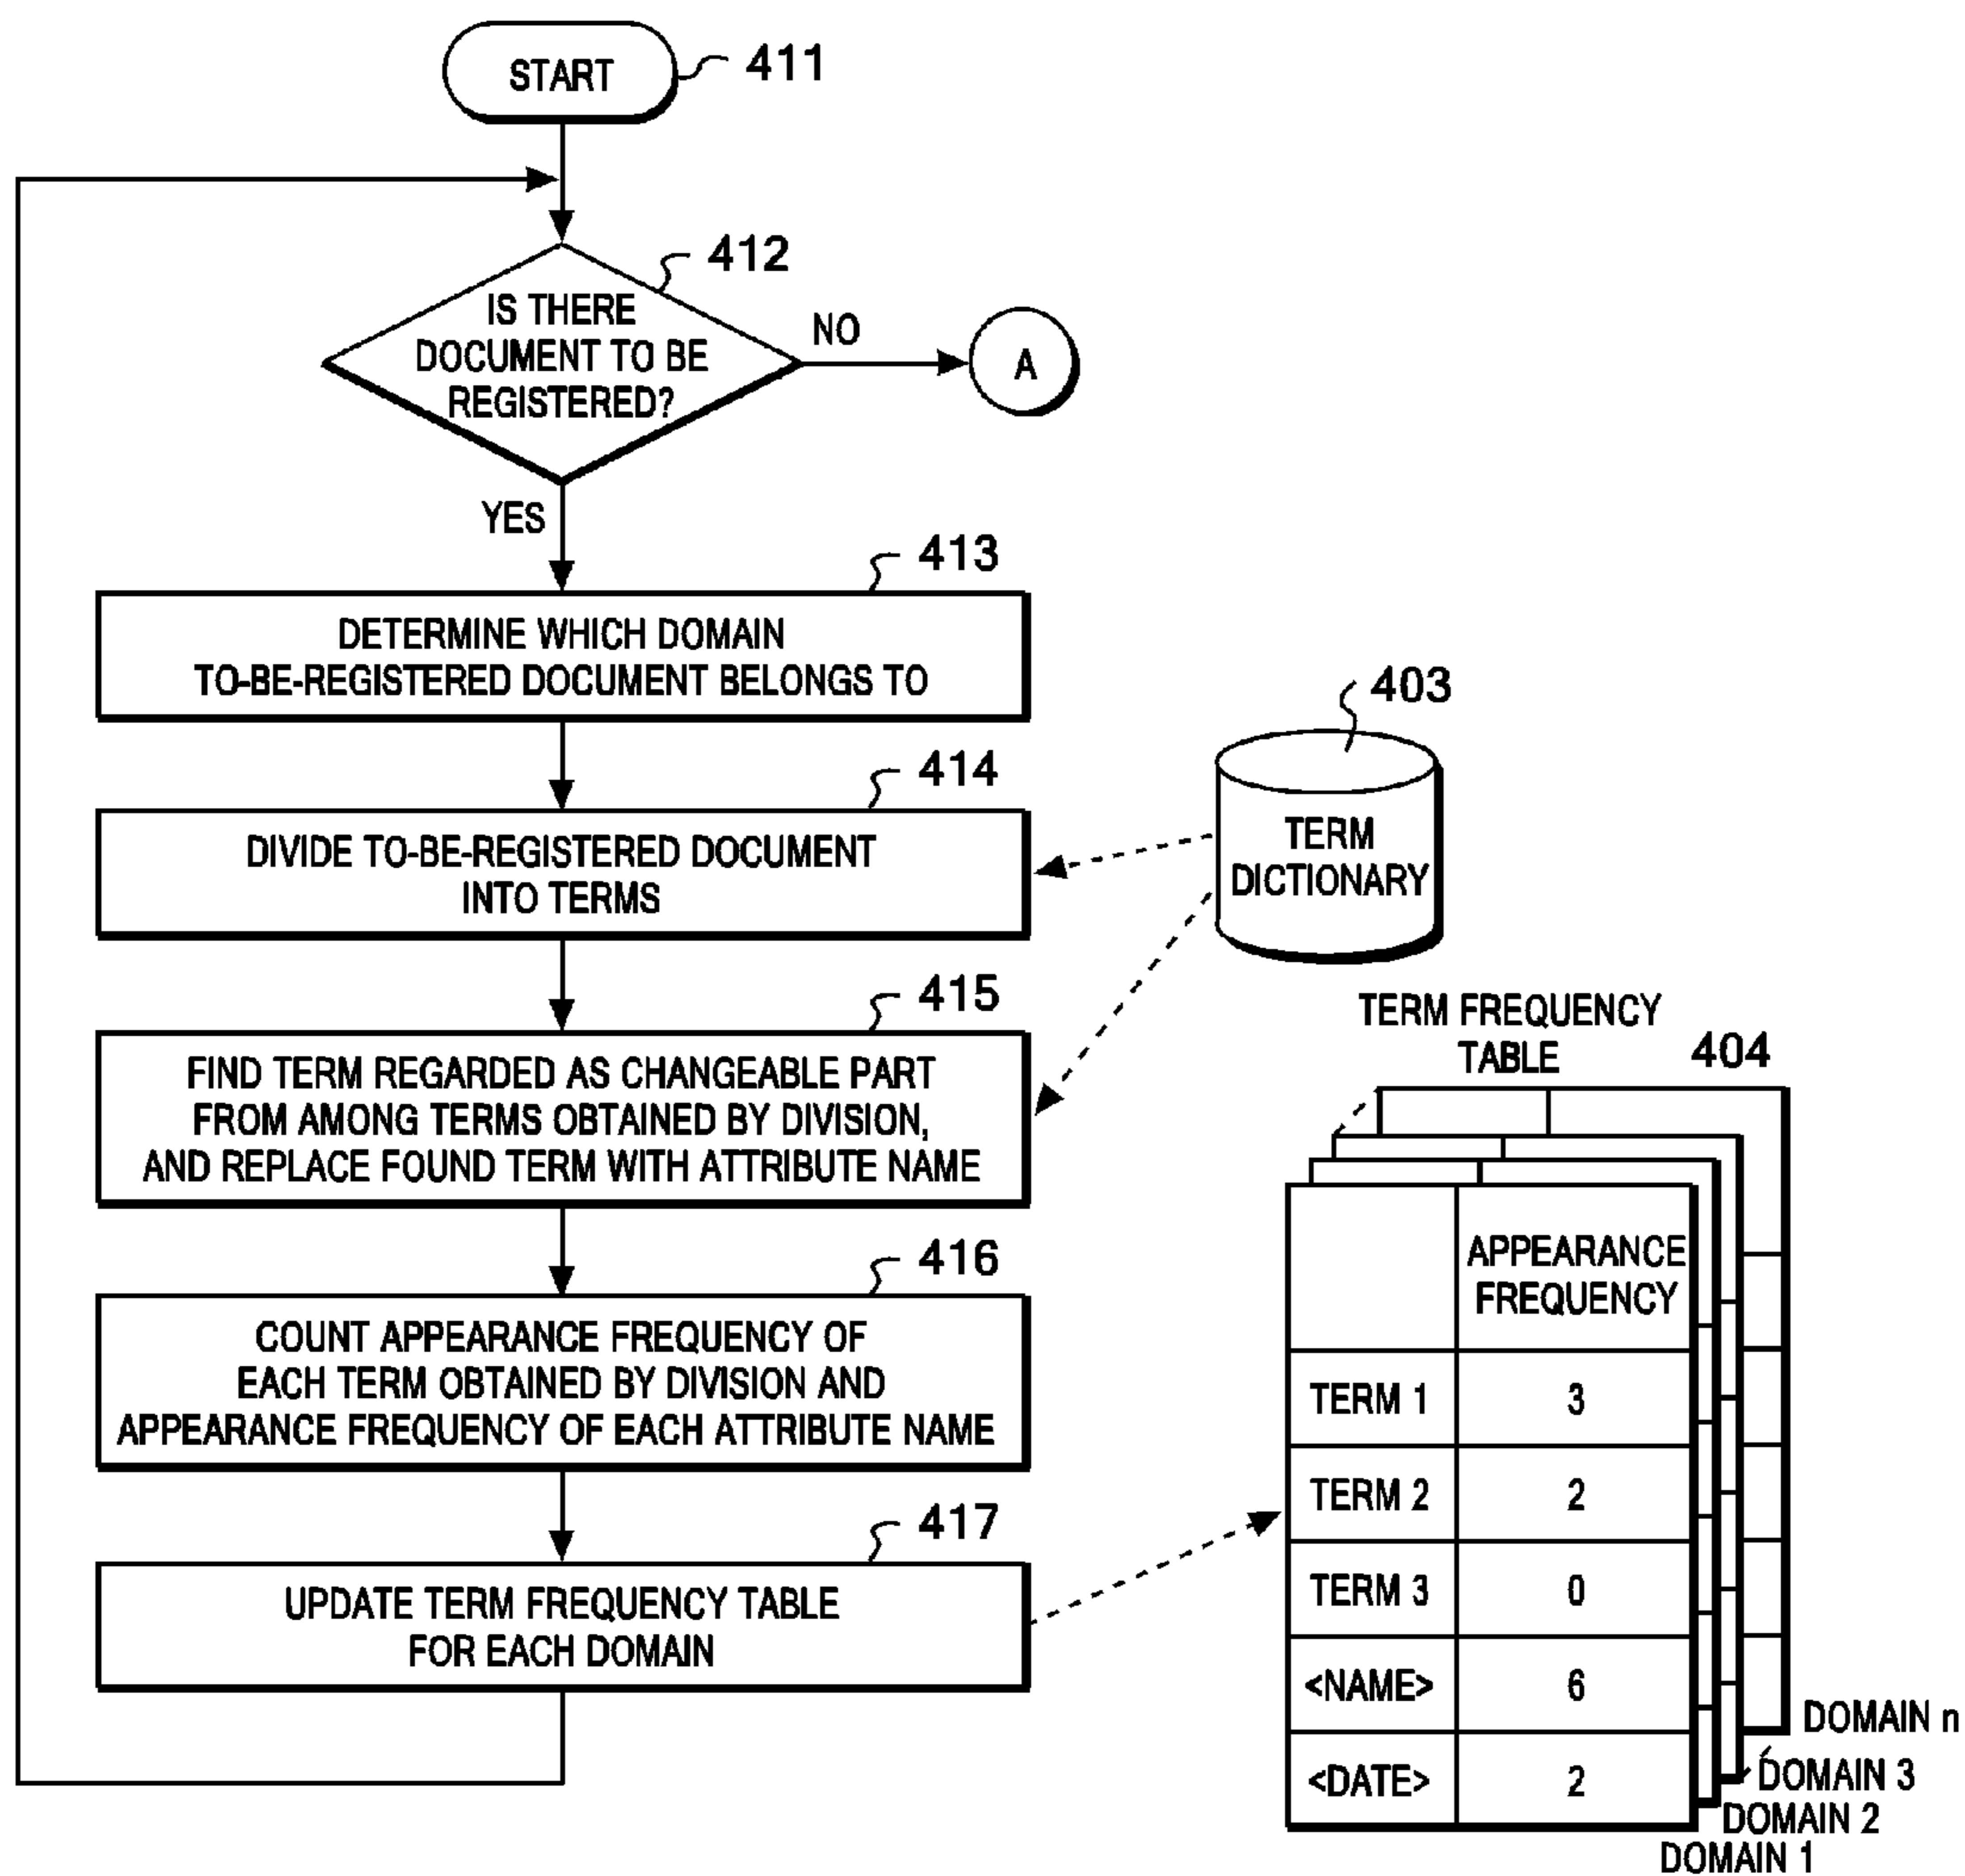 START
411
412
IS THERE
DOCUMENT TO BE
REGISTERED?
NO
A
YES
413
DETERMINE WHICH DOMAIN
TO-BE-REGISTERED DOCUMENT BELONGS TO
414
DIVIDE TO-BE-REGISTERED DOCUMENT
INTO TERMS
403
TERM
DICTIONARY
415
FIND TERM REGARDED AS CHANGEABLE PART
FROM AMONG TERMS OBTAINED BY DIVISION,
AND REPLACE FOUND TERM WITH ATTRIBUTE NAME
416
COUNT APPEARANCE FREQUENCY OF
EACH TERM OBTAINED BY DIVISION AND
APPEARANCE FREQUENCY OF EACH ATTRIBUTE NAME
417
UPDATE TERM FREQUENCY TABLE
FOR EACH DOMAIN
TERM FREQUENCY
TABLE
404
APPEARANCE
FREQUENCY
TERM 1 3
TERM 2 2
TERM 3 0
<NAME> 6
<DATE> 2
DOMAIN n
DOMAIN 3
DOMAIN 2
DOMAIN 1